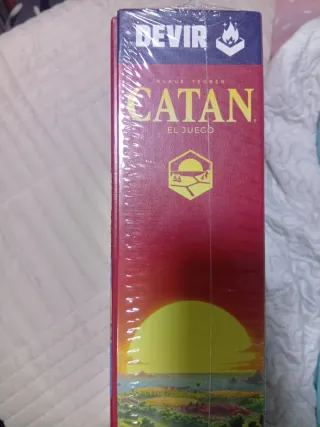 DEVIR
KLAUS TEUBER
CATAN
EL JUEGO